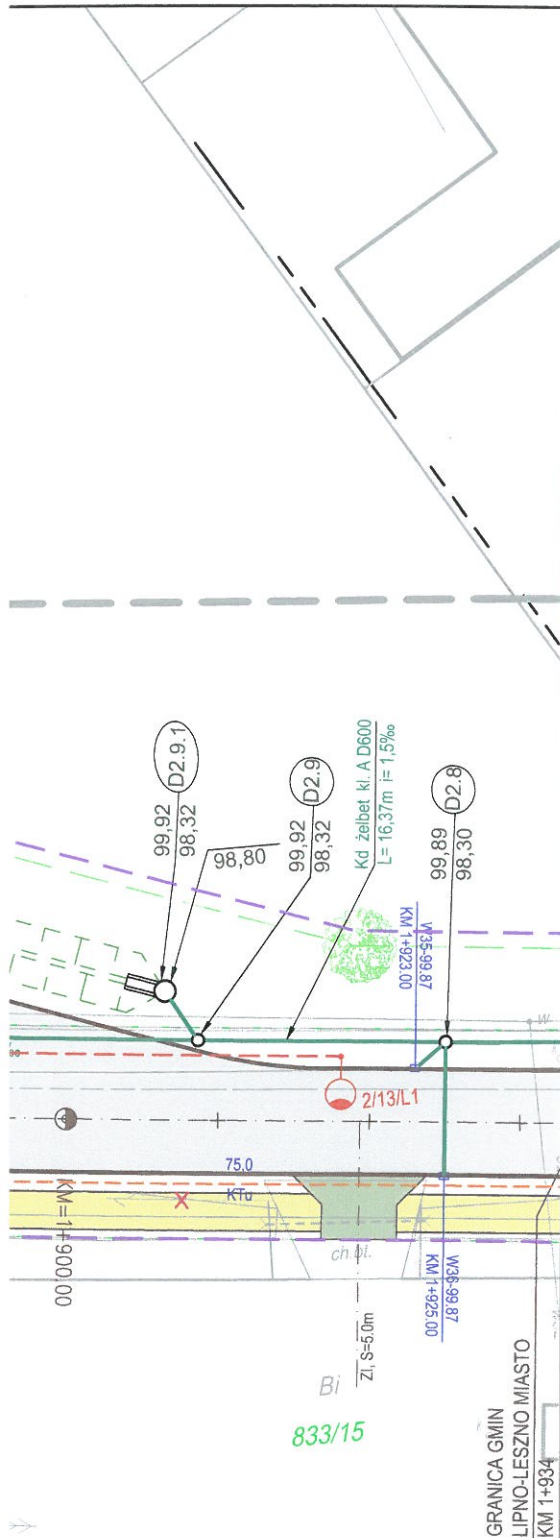 99,92
98,32
D2.9.1
98,80
99,92
98,32
D2.9
Kd żelbet kl. A D600
L= 16,37m i= 1,5‰
99,89
98,30
D2.8
W35-99.87
KM 1+923.00
W
2/13/L1
75,0
KTu
KM=1+900,00
ch.bt.
W36-99.87
KM 1+925.00
Zl, S=5.0m
Bi
833/15
GRANICA GMIN
LIPNO-LESZNO MIASTO
KM 1+934